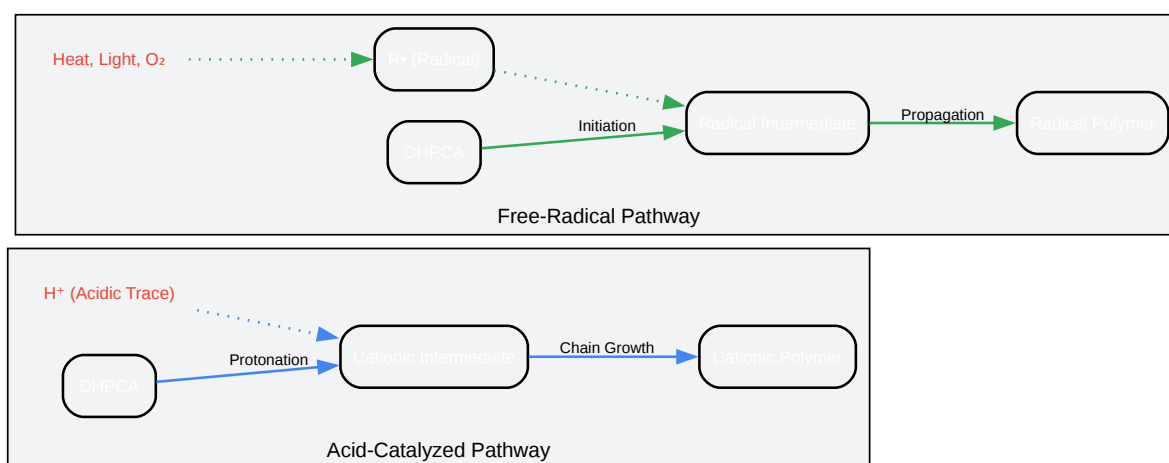 Heat, Light, O₂
R• (Radical)
DHPCA
Initiation
Radical Intermediate
Propagation
Radical Polymer
Free-Radical Pathway
H⁺ (Acidic Trace)
DHPCA
Protonation
Cationic Intermediate
Chain Growth
Cationic Polymer
Acid-Catalyzed Pathway